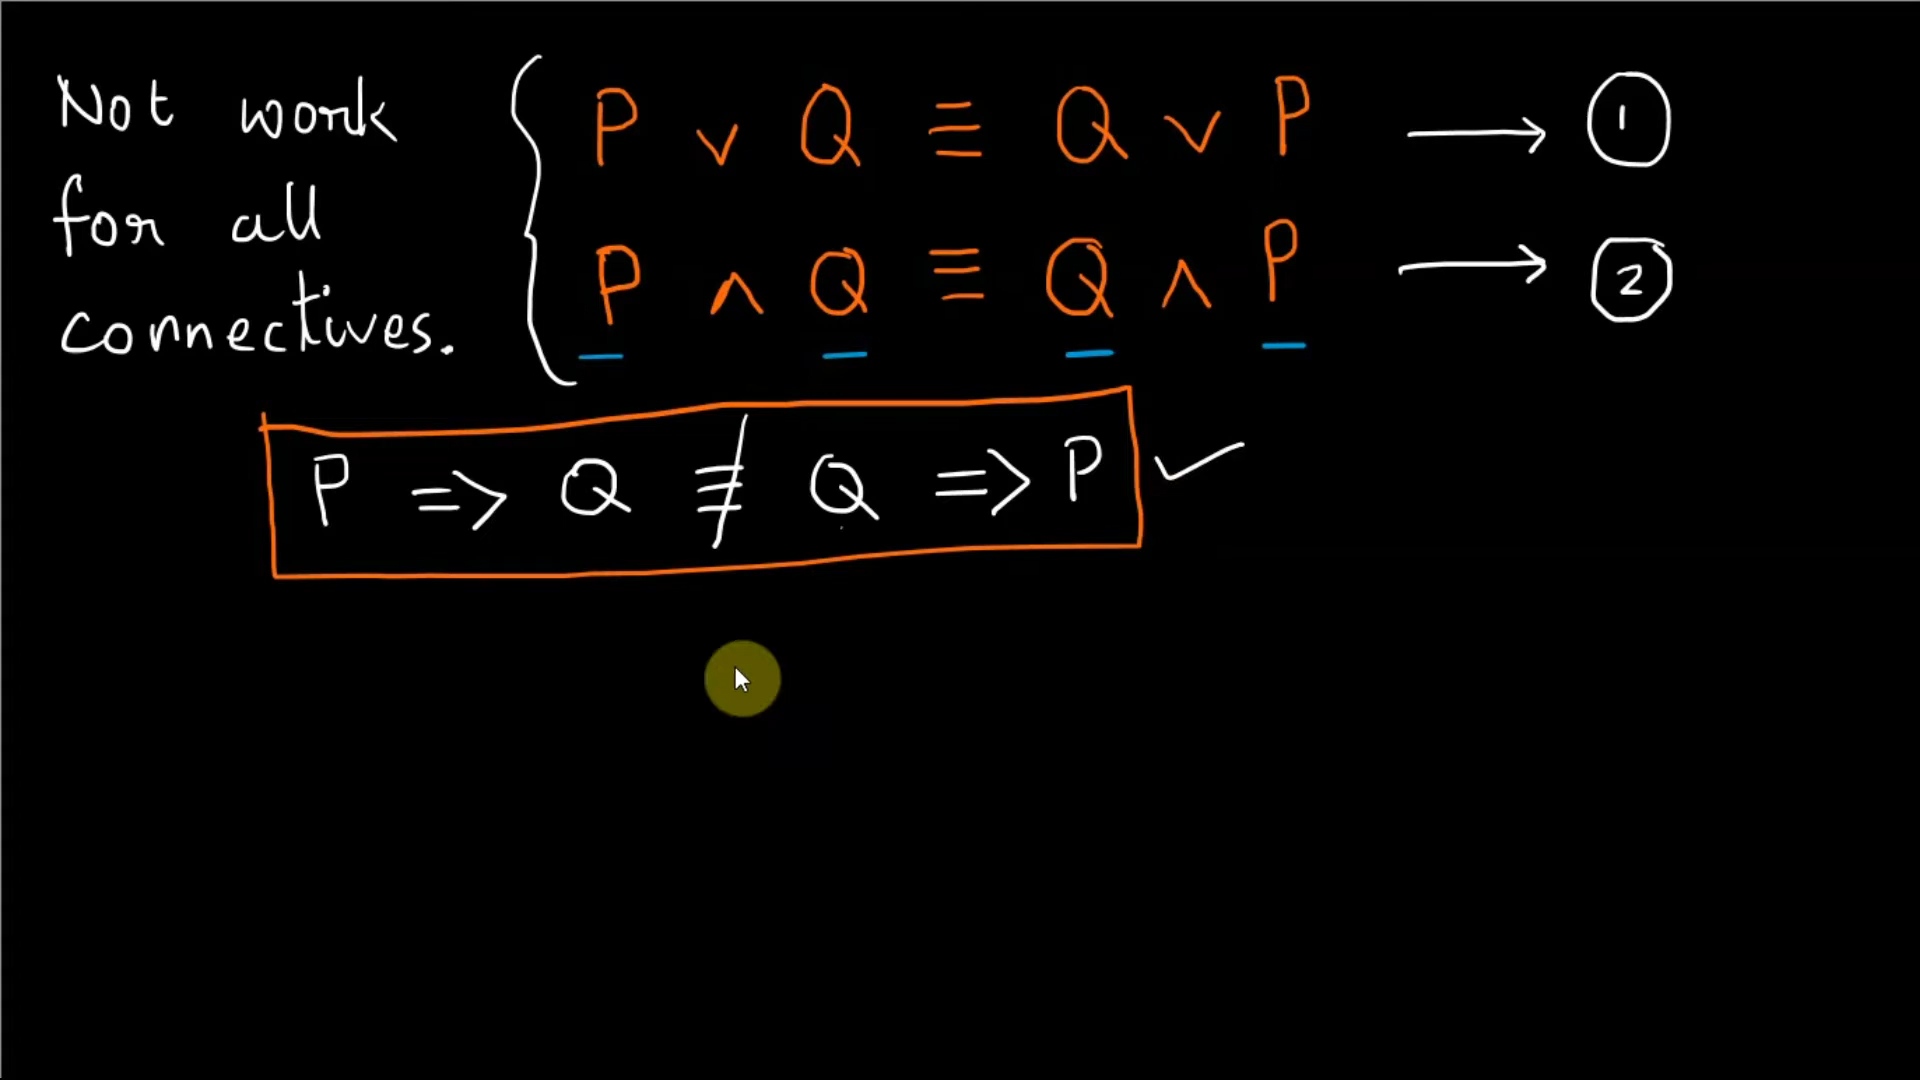 Not work
for all
connectives.
P ∨ Q ≡ Q ∨ P → ①
P ∧ Q ≡ Q ∧ P → ②
P => Q ≢ Q => P ✓